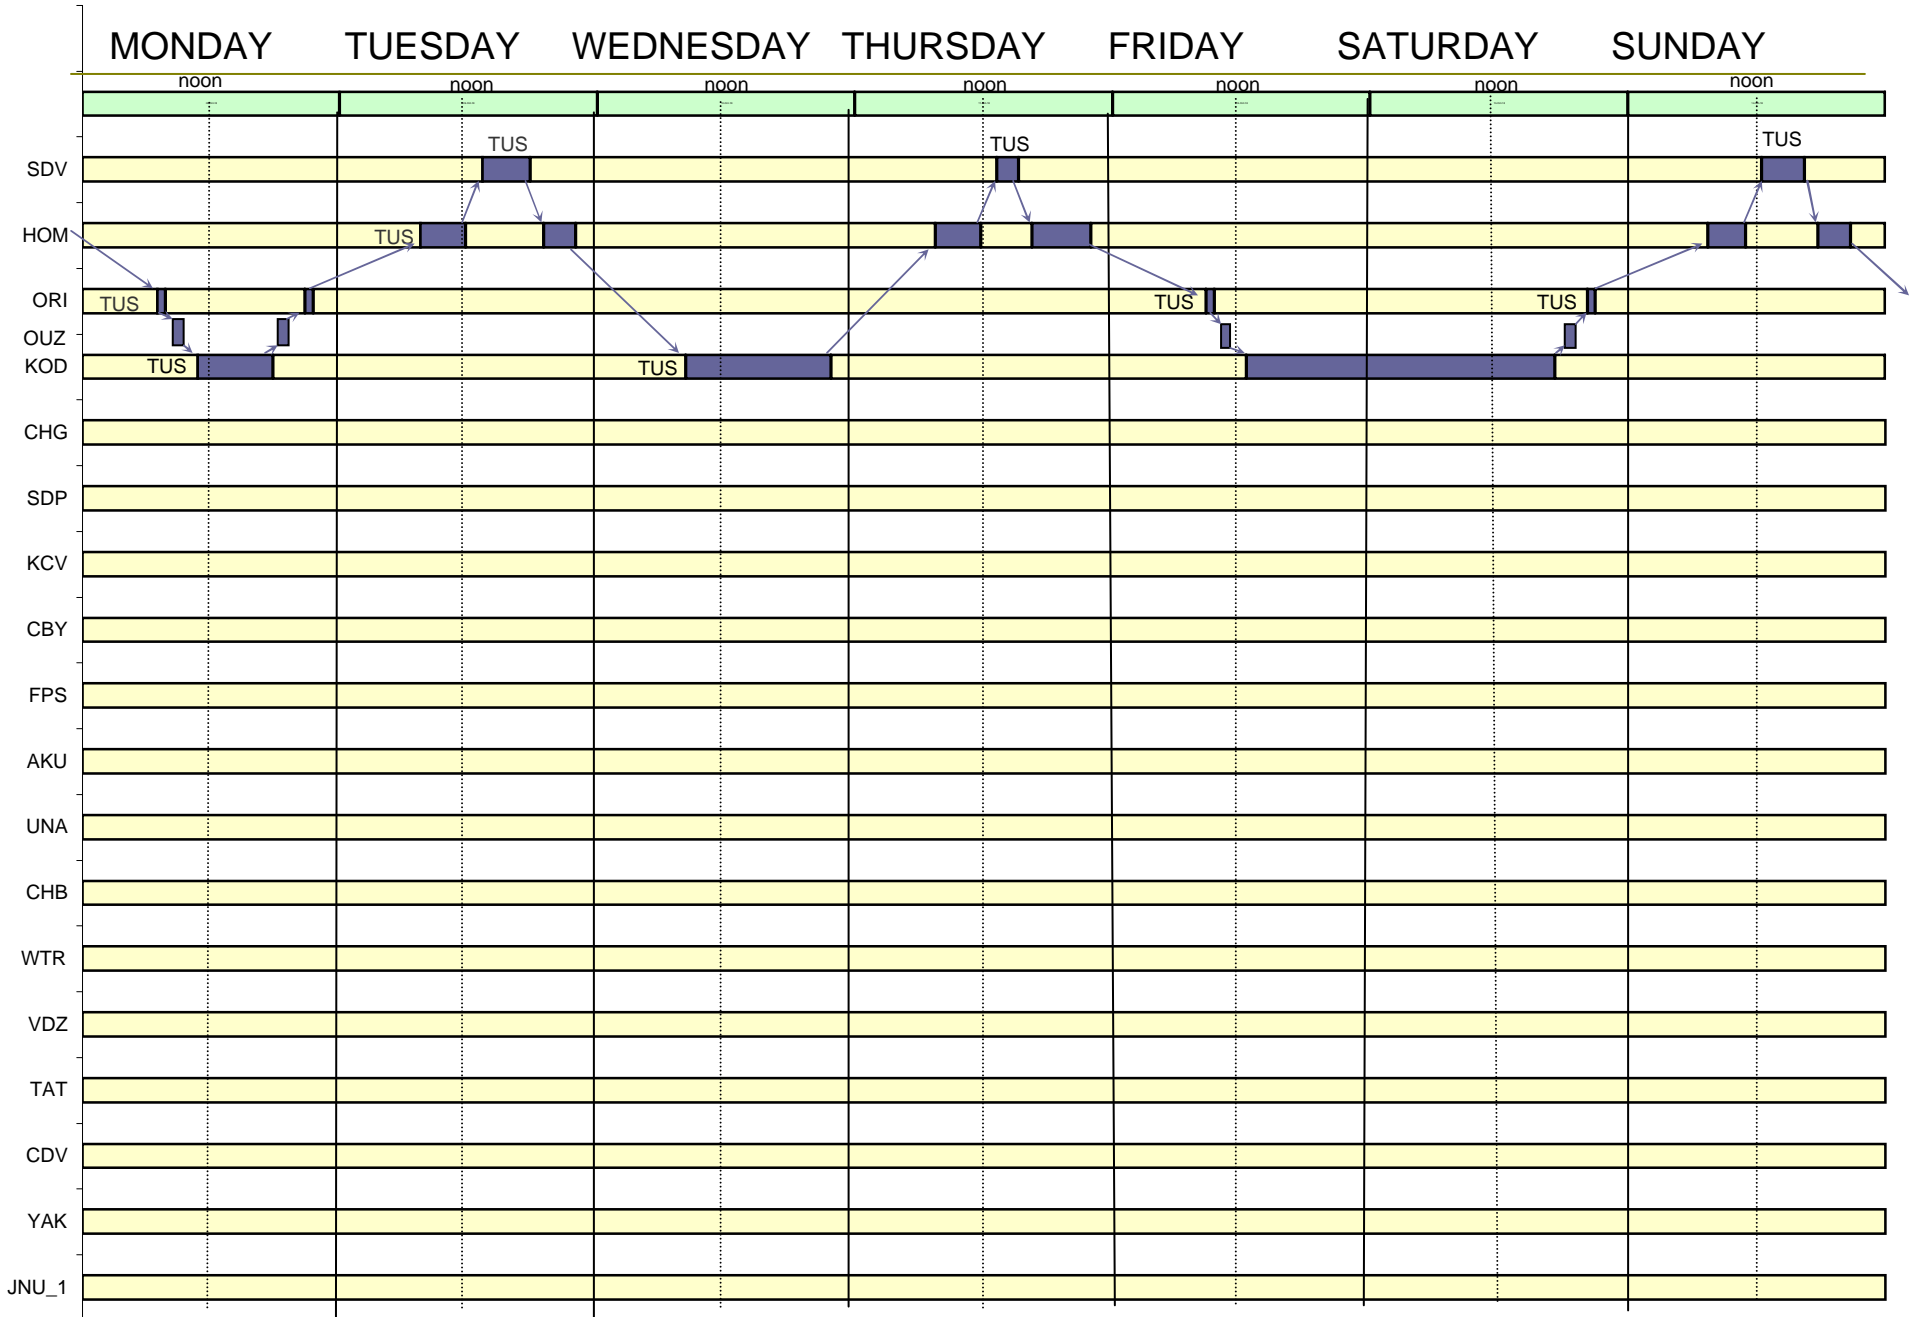 MONDAY TUESDAY WEDNESDAY THURSDAY FRIDAY SATURDAY SUNDAY
noon noon noon noon noon noon noon
TUS TUS TUS
SDV
HOM TUS
ORI TUS TUS TUS
OUZ
KOD TUS TUS
CHG
SDP
KCV
CBY
FPS
AKU
UNA
CHB
WTR
VDZ
TAT
CDV
YAK
JNU_1